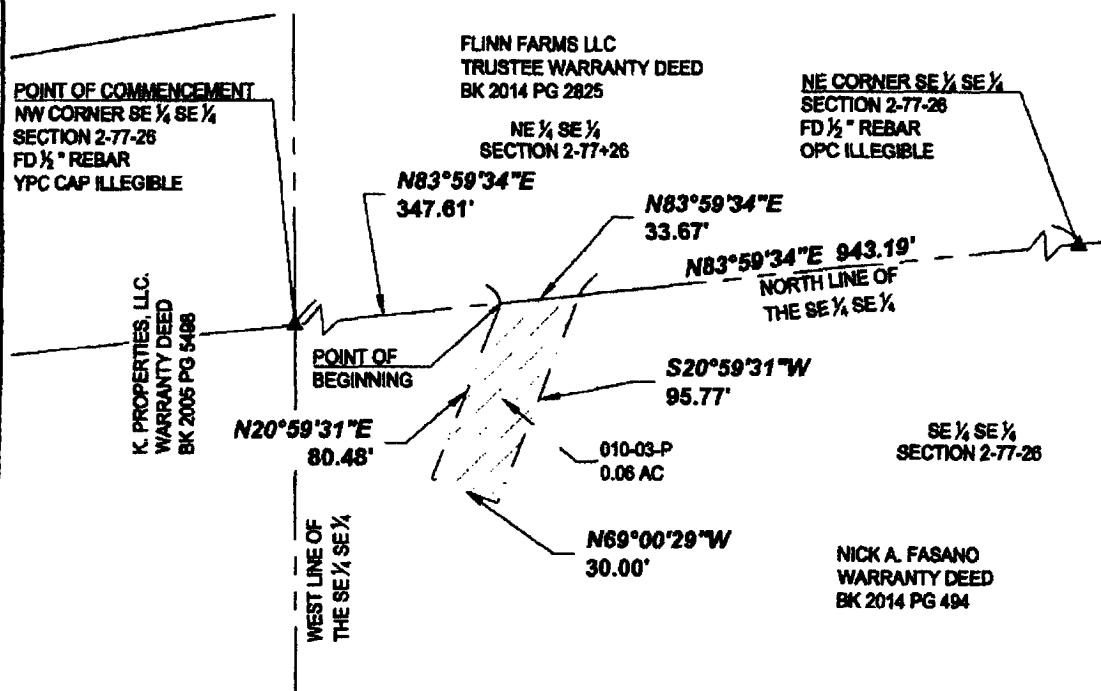 FLINN FARMS LLC
TRUSTEE WARRANTY DEED
BK 2014 PG 2825
POINT OF COMMENCEMENT
NW CORNER SE ¼ SE ¼
SECTION 2-77-26
FD ½" REBAR
YPC CAP ILLEGIBLE
NE CORNER SE ¼ SE ¼
SECTION 2-77-26
FD ½" REBAR
OPC ILLEGIBLE
NE ¼ SE ¼
SECTION 2-77+26
N83°59'34"E
347.61'
N83°59'34"E
33.67'
N83°59'34"E 943.19'
NORTH LINE OF
THE SE ¼ SE ¼
K. PROPERTIES, LLC.
WARRANTY DEED
BK 2005 PG 5498
POINT OF
BEGINNING
S20°59'31"W
95.77'
N20°59'31"E
80.48'
010-03-P
0.06 AC
SE ¼ SE ¼
SECTION 2-77-26
N69°00'29"W
30.00'
WEST LINE OF
THE SE ¼ SE ¼
NICK A. FASANO
WARRANTY DEED
BK 2014 PG 494